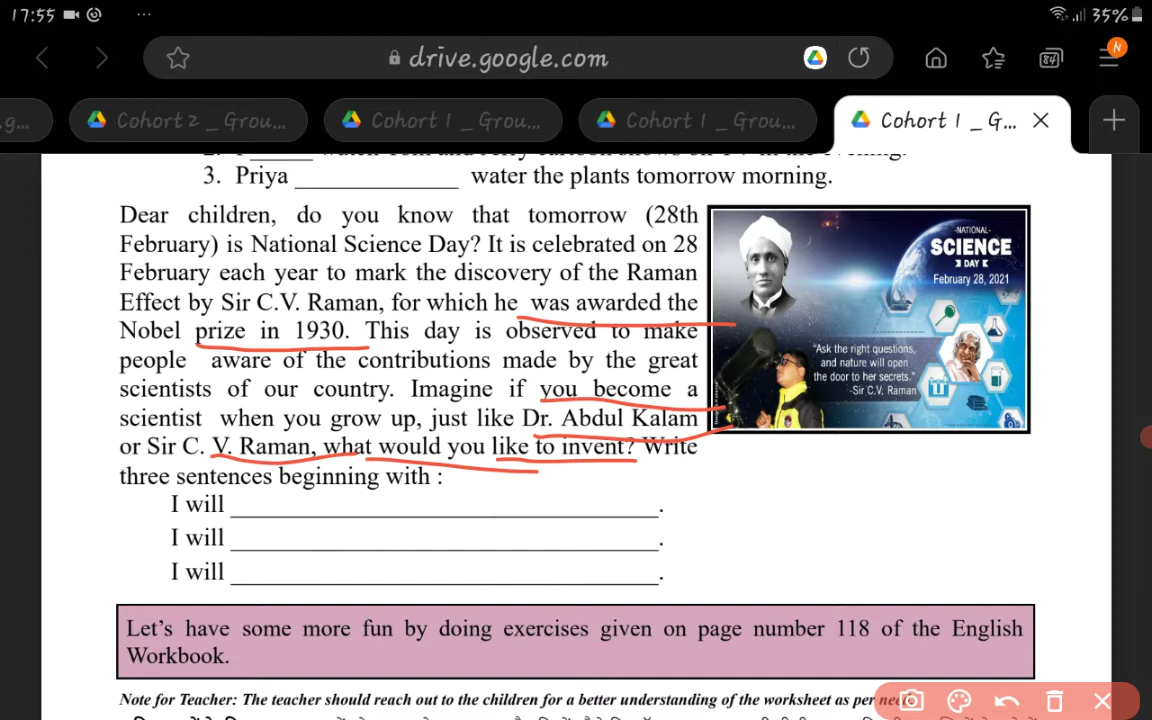 17:55
35%
drive.google.com
84
N
g...
Cohort 2 _ Grou...
Cohort 1 _ Grou...
Cohort 1 _ Grou...
Cohort 1 _ G...
3. Priya _____________ water the plants tomorrow morning.
Dear children, do you know that tomorrow (28th
February) is National Science Day? It is celebrated on 28
February each year to mark the discovery of the Raman
Effect by Sir C.V. Raman, for which he was awarded the
Nobel prize in 1930. This day is observed to make
people aware of the contributions made by the great
scientists of our country. Imagine if you become a
scientist when you grow up, just like Dr. Abdul Kalam
or Sir C. V. Raman, what would you like to invent? Write
three sentences beginning with :
-NATIONAL-
SCIENCE
DAY
February 28, 2021
"Ask the right questions,
and nature will open
the door to her secrets."
-Sir C.V. Raman
I will __________________________________.
I will __________________________________.
I will __________________________________.
Let's have some more fun by doing exercises given on page number 118 of the English
Workbook.
Note for Teacher: The teacher should reach out to the children for a better understanding of the worksheet as per